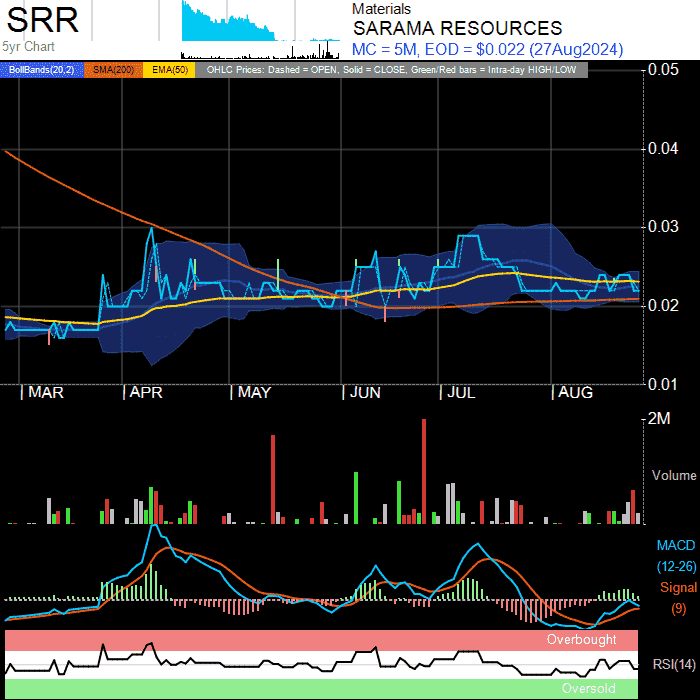 SRR
5yr Chart
Materials
SARAMA RESOURCES
MC = 5M, EOD = $0.022 (27Aug2024)
BollBands(20,2) SMA(200) EMA(50) OHLC Prices: Dashed = OPEN, Solid = CLOSE, Green/Red bars = Intra-day HIGH/LOW
0.05
0.04
0.03
0.02
0.01
| MAR | APR | MAY | JUN | JUL | AUG
2M
Volume
MACD
(12-26)
Signal
(9)
Overbought
RSI(14)
Oversold